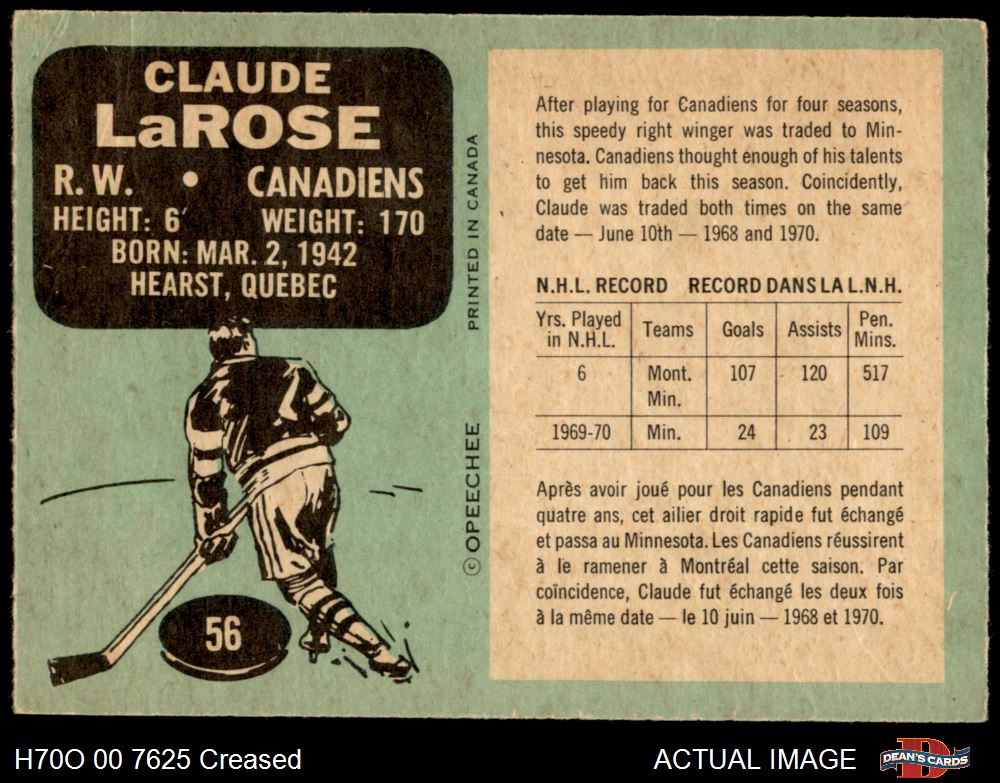 CLAUDE
LaROSE
R. W. • CANADIENS
HEIGHT: 6′ WEIGHT: 170
BORN: MAR. 2, 1942
HEARST, QUEBEC
56
PRINTED IN CANADA
© OPEECHEE
After playing for Canadiens for four seasons,
this speedy right winger was traded to Min-
nesota. Canadiens thought enough of his talents
to get him back this season. Coincidently,
Claude was traded both times on the same
date — June 10th — 1968 and 1970.
N.H.L. RECORD RECORD DANS LA L.N.H.
Yrs. Played in N.H.L. Teams Goals Assists Pen. Mins.
6 Mont. 107 120 517
Min.
1969-70 Min. 24 23 109
Après avoir joué pour les Canadiens pendant
quatre ans, cet ailier droit rapide fut échangé
et passa au Minnesota. Les Canadiens réussirent
à le ramener à Montréal cette saison. Par
coïncidence, Claude fut échangé les deux fois
à la même date — le 10 juin — 1968 et 1970.
H70O 00 7625 Creased
ACTUAL IMAGE
DEAN'S CARDS